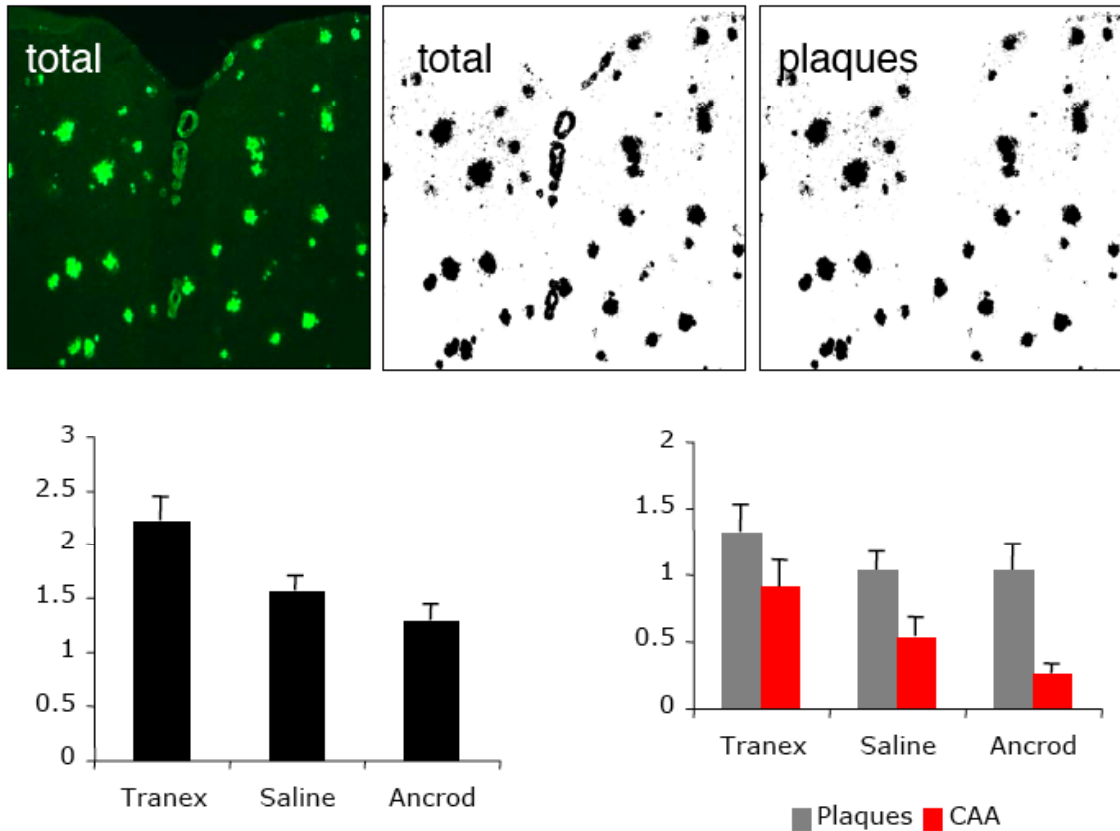 total
total
plaques
3
2.5
2
1.5
1
0.5
0
Tranex Saline Ancrod
2
1.5
1
0.5
0
Tranex Saline Ancrod
Plaques CAA